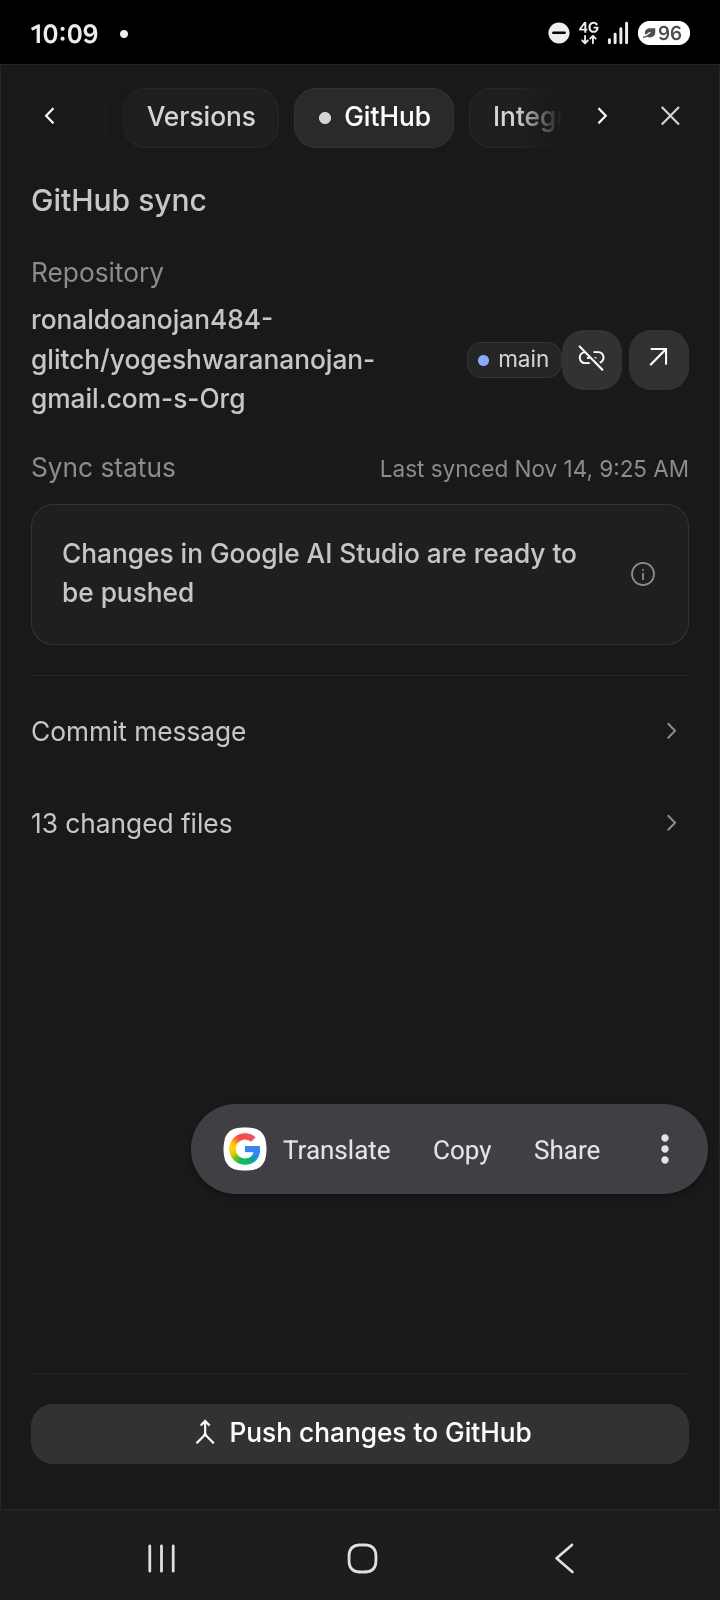 10:09
4G
96
Versions
GitHub
Integ
GitHub sync
Repository
ronaldoanojan484-
glitch/yogeshwarananojan-
gmail.com-s-Org
main
Sync status
Last synced Nov 14, 9:25 AM
Changes in Google AI Studio are ready to
be pushed
Commit message
13 changed files
Translate
Copy
Share
Push changes to GitHub